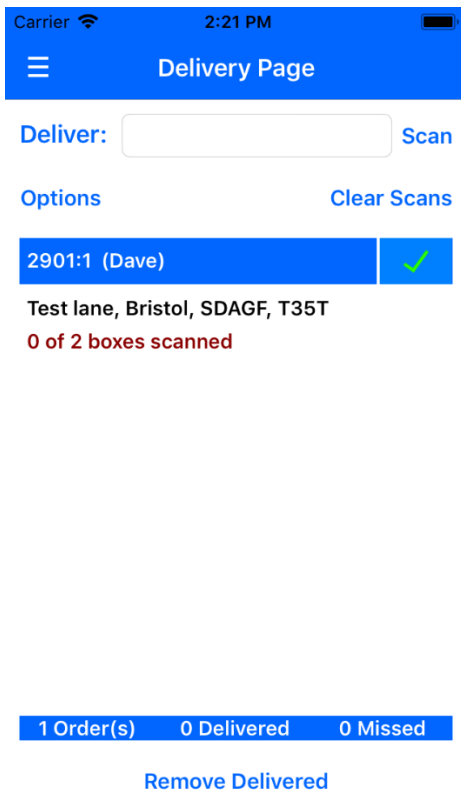 Carrier 2:21 PM
Delivery Page
Deliver: Scan
Options Clear Scans
2901:1 (Dave)
Test lane, Bristol, SDAGF, T35T
0 of 2 boxes scanned
1 Order(s) 0 Delivered 0 Missed
Remove Delivered